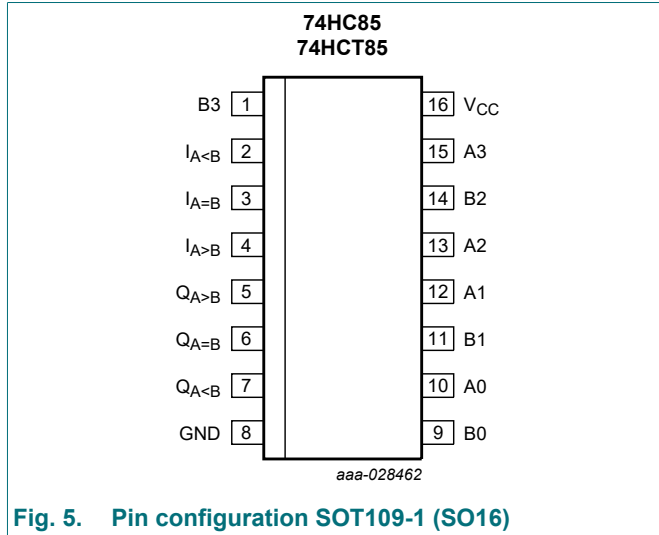 74HC85
74HCT85
B3 1 16 VCC
IA<B 2 15 A3
IA=B 3 14 B2
IA>B 4 13 A2
QA>B 5 12 A1
QA=B 6 11 B1
QA<B 7 10 A0
GND 8 9 B0
aaa-028462
Fig. 5. Pin configuration SOT109-1 (SO16)